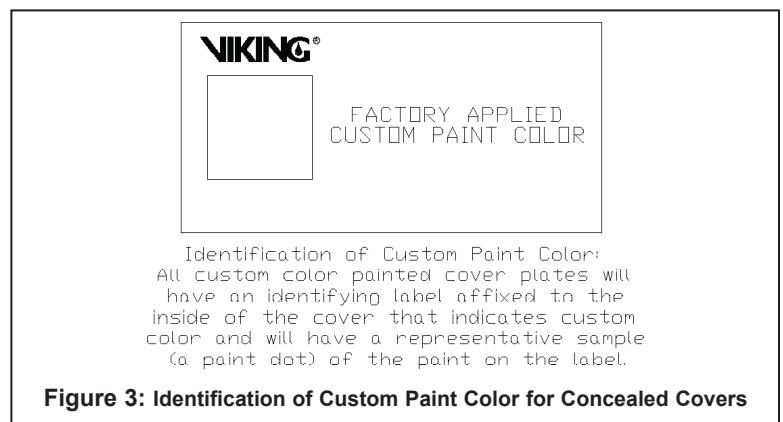 VIKING®
FACTORY APPLIED
CUSTOM PAINT COLOR
Identification of Custom Paint Color:
All custom color painted cover plates will
have an identifying label affixed to the
inside of the cover that indicates custom
color and will have a representative sample
(a paint dot) of the paint on the label.
Figure 3: Identification of Custom Paint Color for Concealed Covers